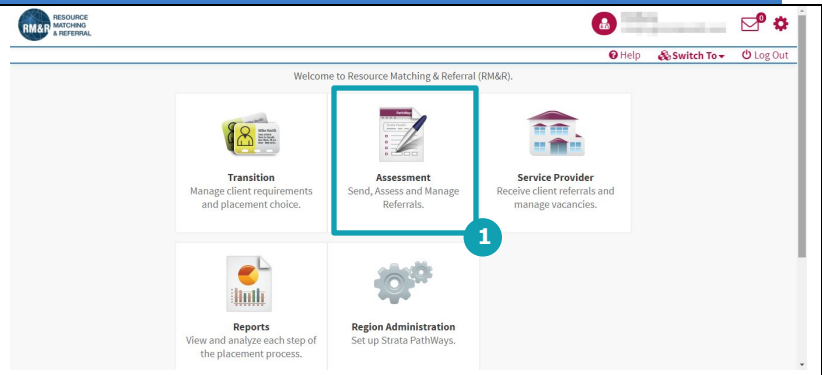 RM&R
RESOURCE
MATCHING
& REFERRAL
0
Help
Switch To
Log Out
Welcome to Resource Matching & Referral (RM&R).
Transition
Manage client requirements
and placement choice.
Assessment
Send, Assess and Manage
Referrals.
Service Provider
Receive client referrals and
manage vacancies.
1
Reports
View and analyze each step of
the placement process.
Region Administration
Set up Strata PathWays.